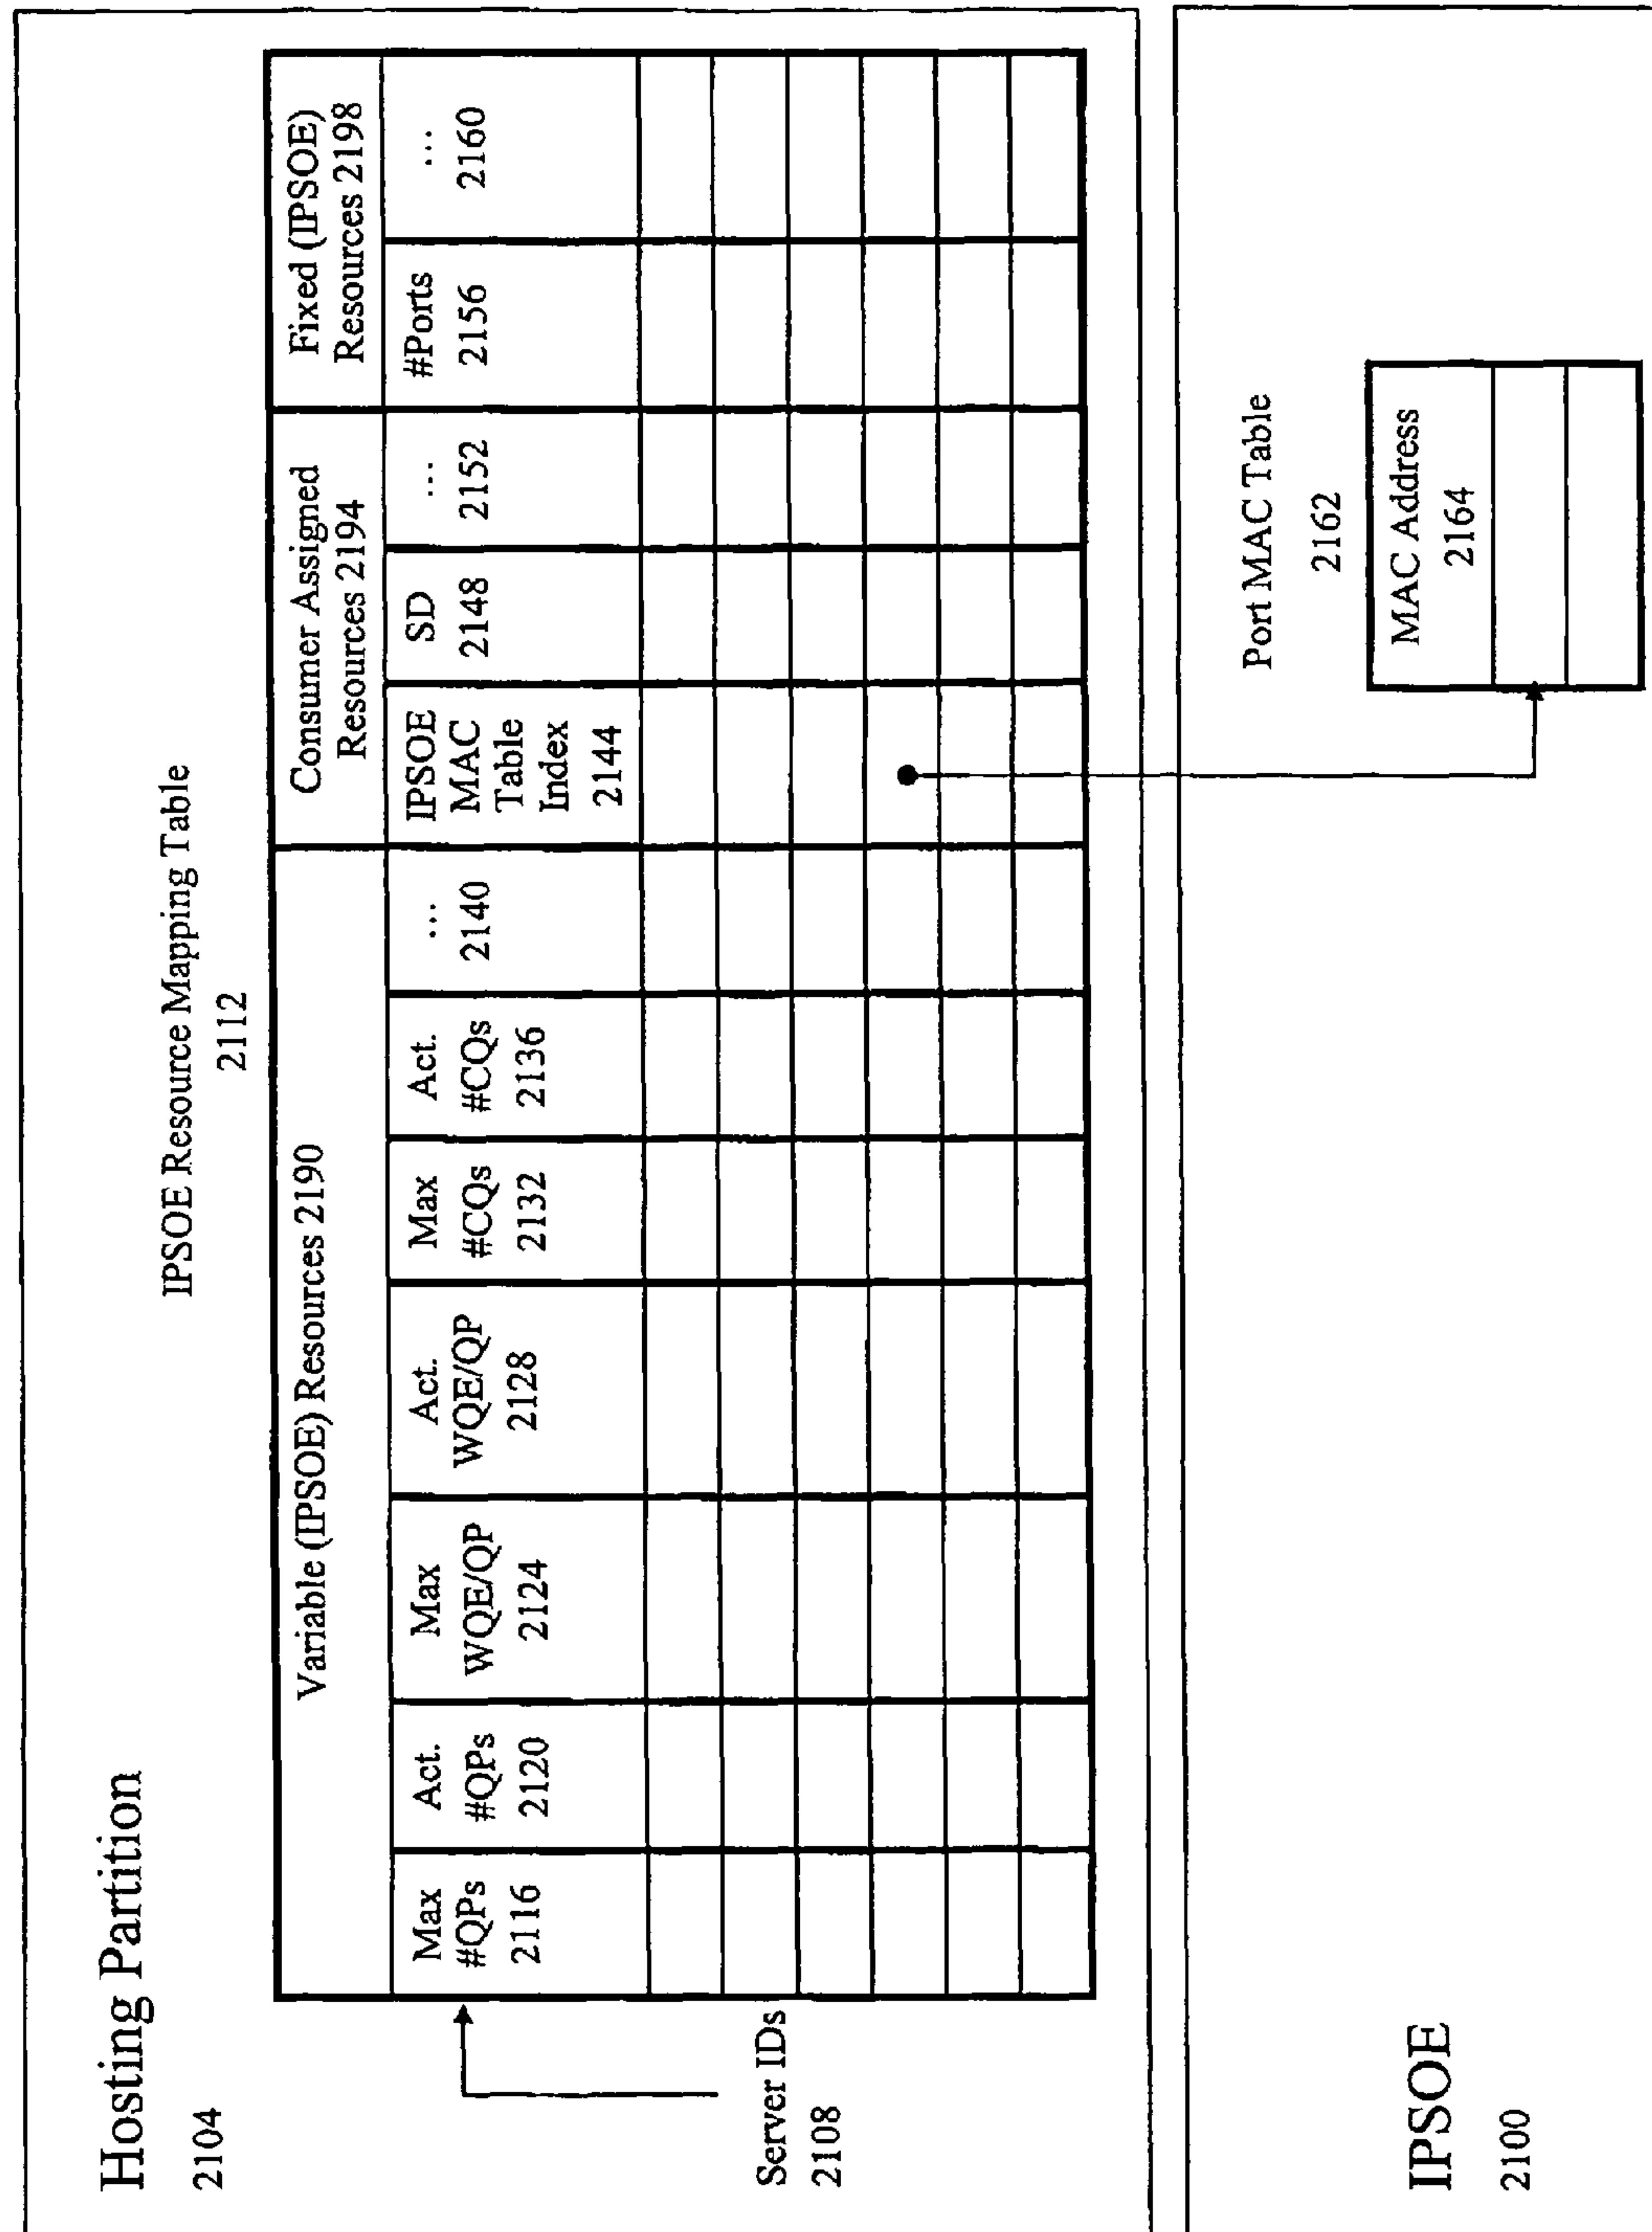 Hosting Partition
2104
IPSOE Resource Mapping Table
2112
Variable (IPSOE) Resources 2190
Consumer Assigned
Resources 2194
Fixed (IPSOE)
Resources 2198
Max
#QPs
2116
Act.
#QPs
2120
Max
WQE/QP
2124
Act.
WQE/QP
2128
Max
#CQs
2132
Act.
#CQs
2136
...
2140
IPSOE
MAC
Table
Index
2144
SD
2148
...
2152
#Ports
2156
...
2160
Server IDs
2108
IPSOE
2100
Port MAC Table
2162
MAC Address
2164